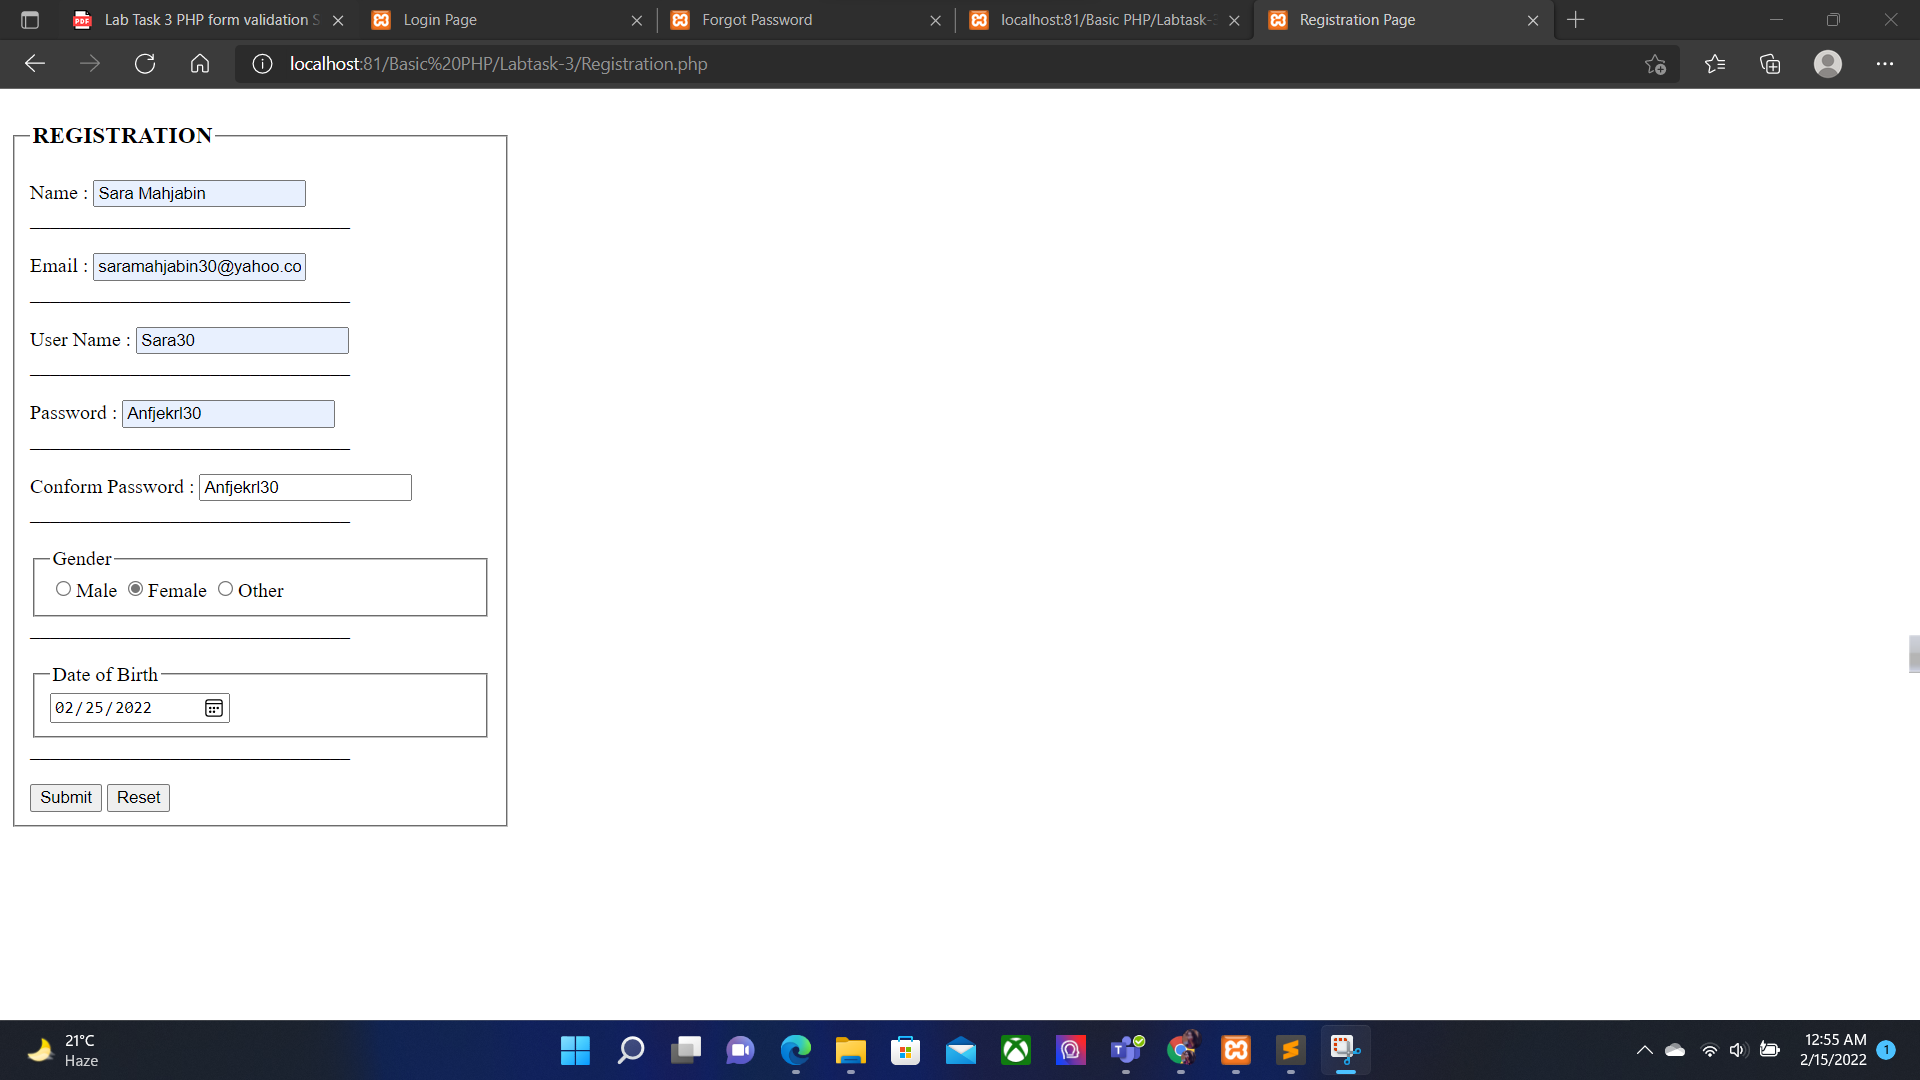 Lab Task 3 PHP form validation S
Login Page
Forgot Password
localhost:81/Basic PHP/Labtask-3
Registration Page
localhost:81/Basic%20PHP/Labtask-3/Registration.php
REGISTRATION
Name : Sara Mahjabin
Email : saramahjabin30@yahoo.co
User Name : Sara30
Password : Anfjekrl30
Conform Password : Anfjekrl30
Gender
Male Female Other
Date of Birth
02/25/2022
Submit Reset
21°C
Haze
12:55 AM
2/15/2022
1